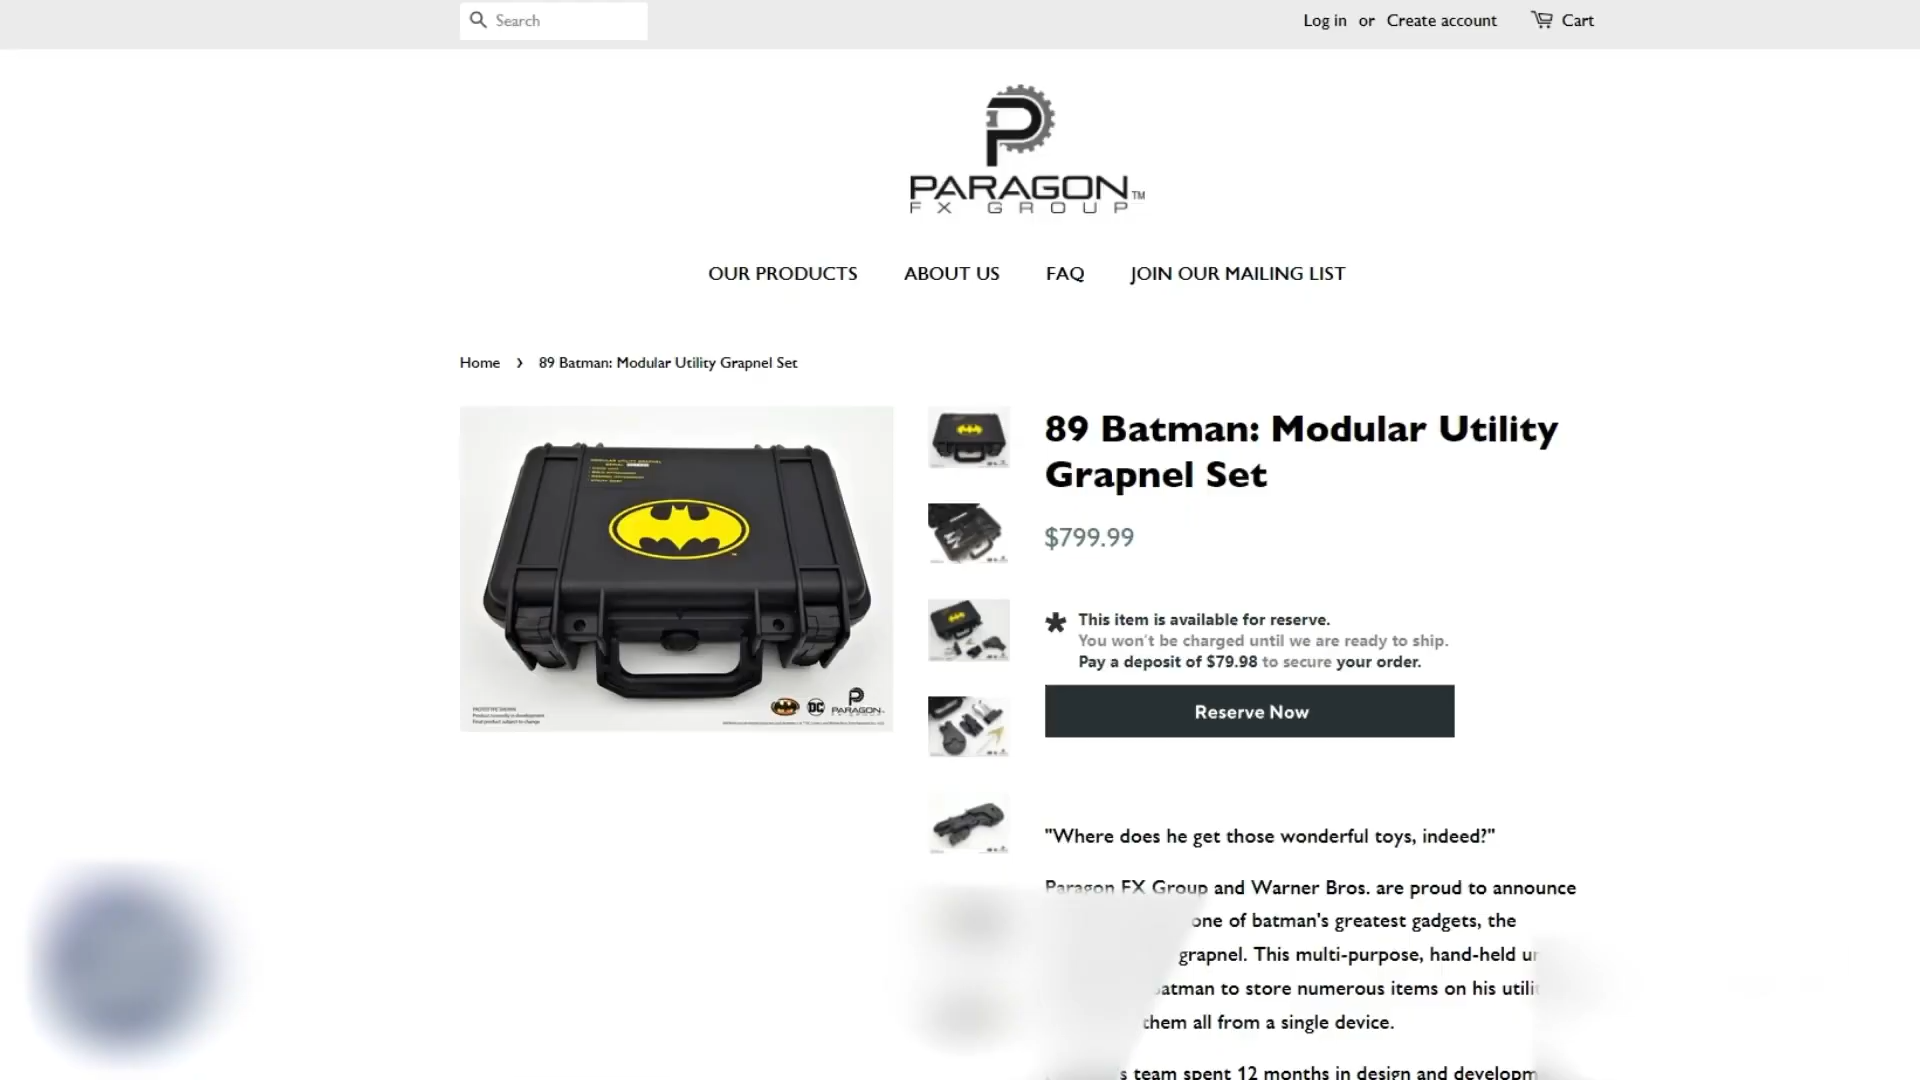 Search
Log in or Create account Cart
PARAGON TM
FX GROUP
OUR PRODUCTS ABOUT US FAQ JOIN OUR MAILING LIST
Home › 89 Batman: Modular Utility Grapnel Set
89 Batman: Modular Utility
Grapnel Set
$799.99
* This item is available for reserve.
You won't be charged until we are ready to ship.
Pay a deposit of $79.98 to secure your order.
Reserve Now
DC
PARAGON
"Where does he get those wonderful toys, indeed?"
Paragon FX Group and Warner Bros. are proud to announce
one of batman's greatest gadgets, the
grapnel. This multi-purpose, hand-held
batman to store numerous items on his
them all from a single device.
team spent 12 months in design and